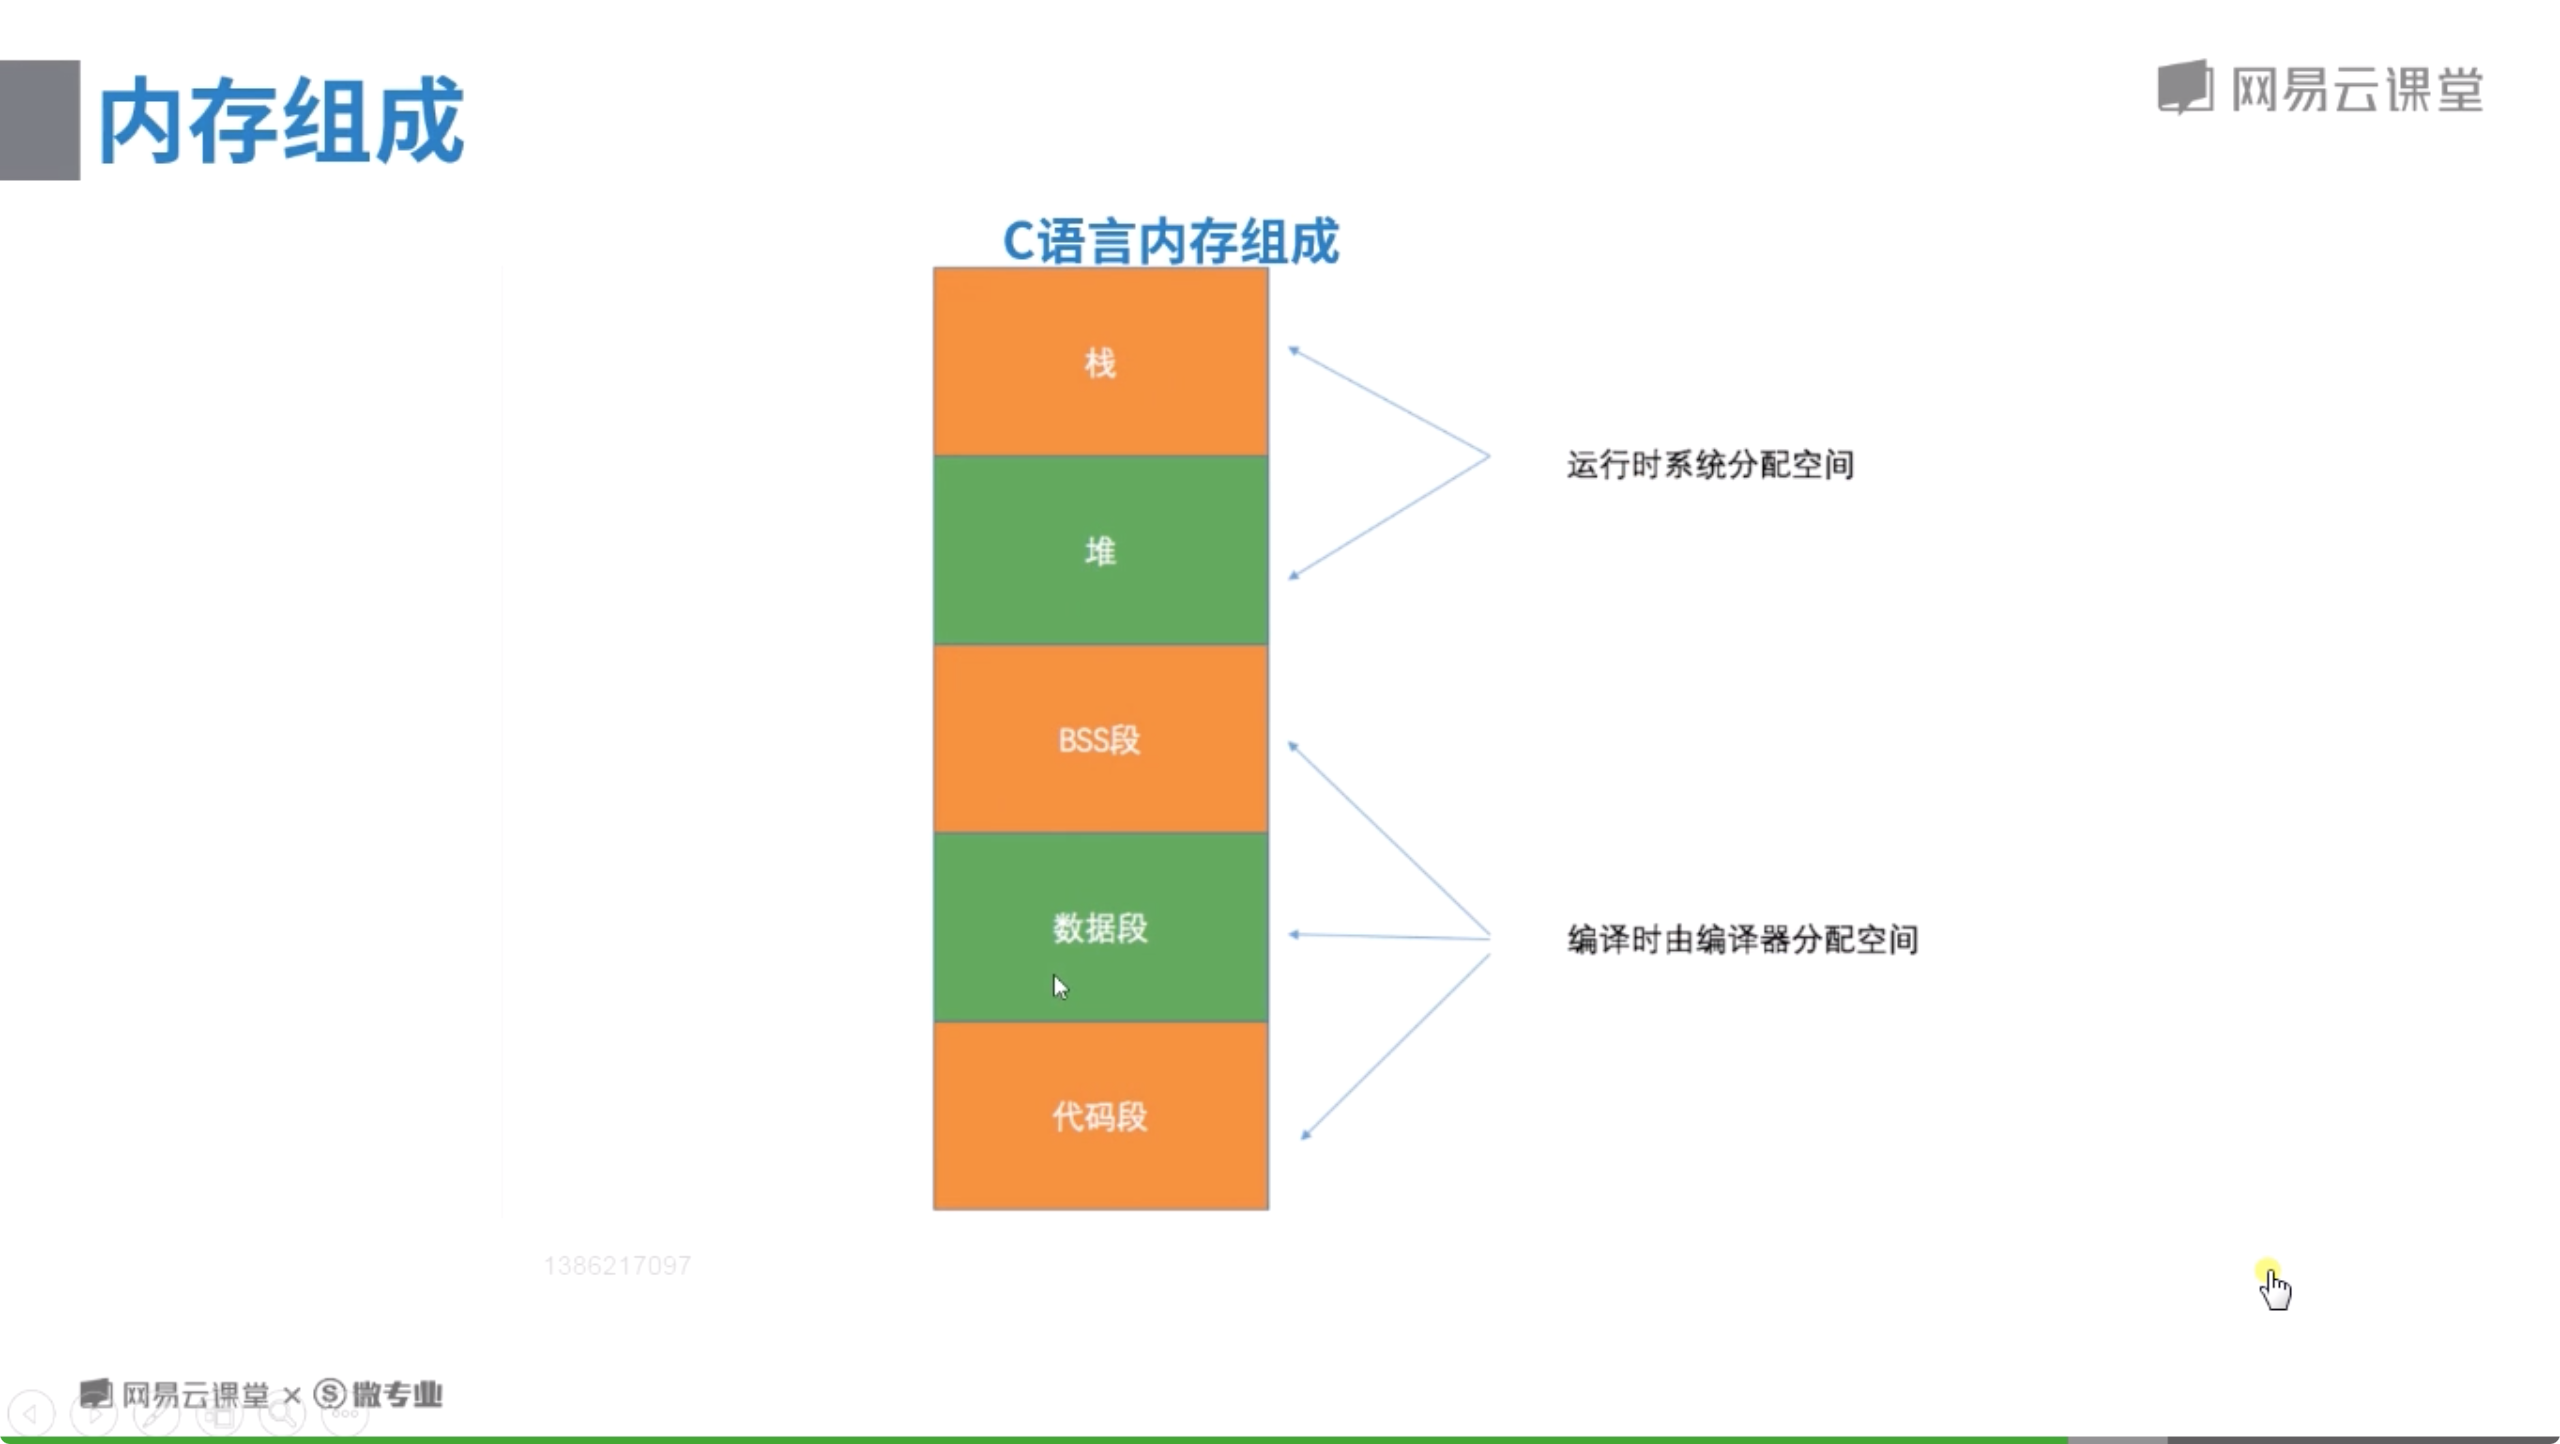 内存组成
网易云课堂
C语言内存组成
栈
运行时系统分配空间
堆
BSS段
数据段
编译时由编译器分配空间
代码段
1386217097
网易云课堂 × S微专业